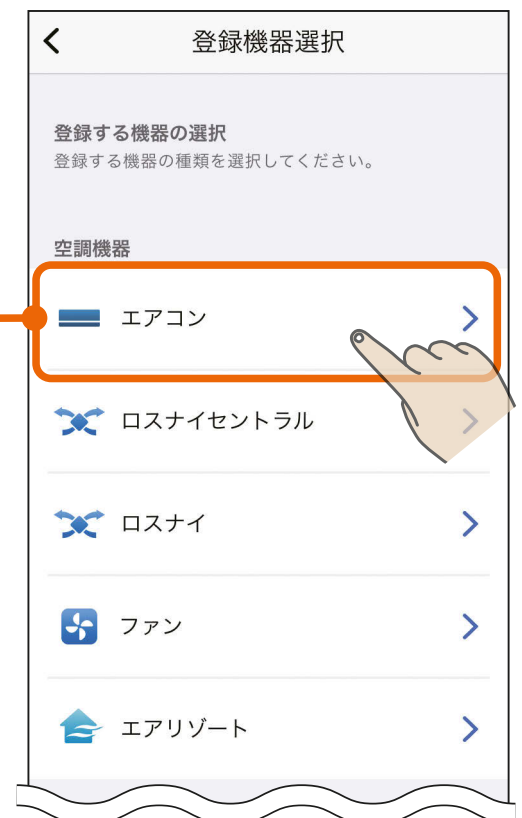 登録機器選択
登録する機器の選択
登録する機器の種類を選択してください。
空調機器
エアコン
ロスナイセントラル
ロスナイ
ファン
エアリゾート